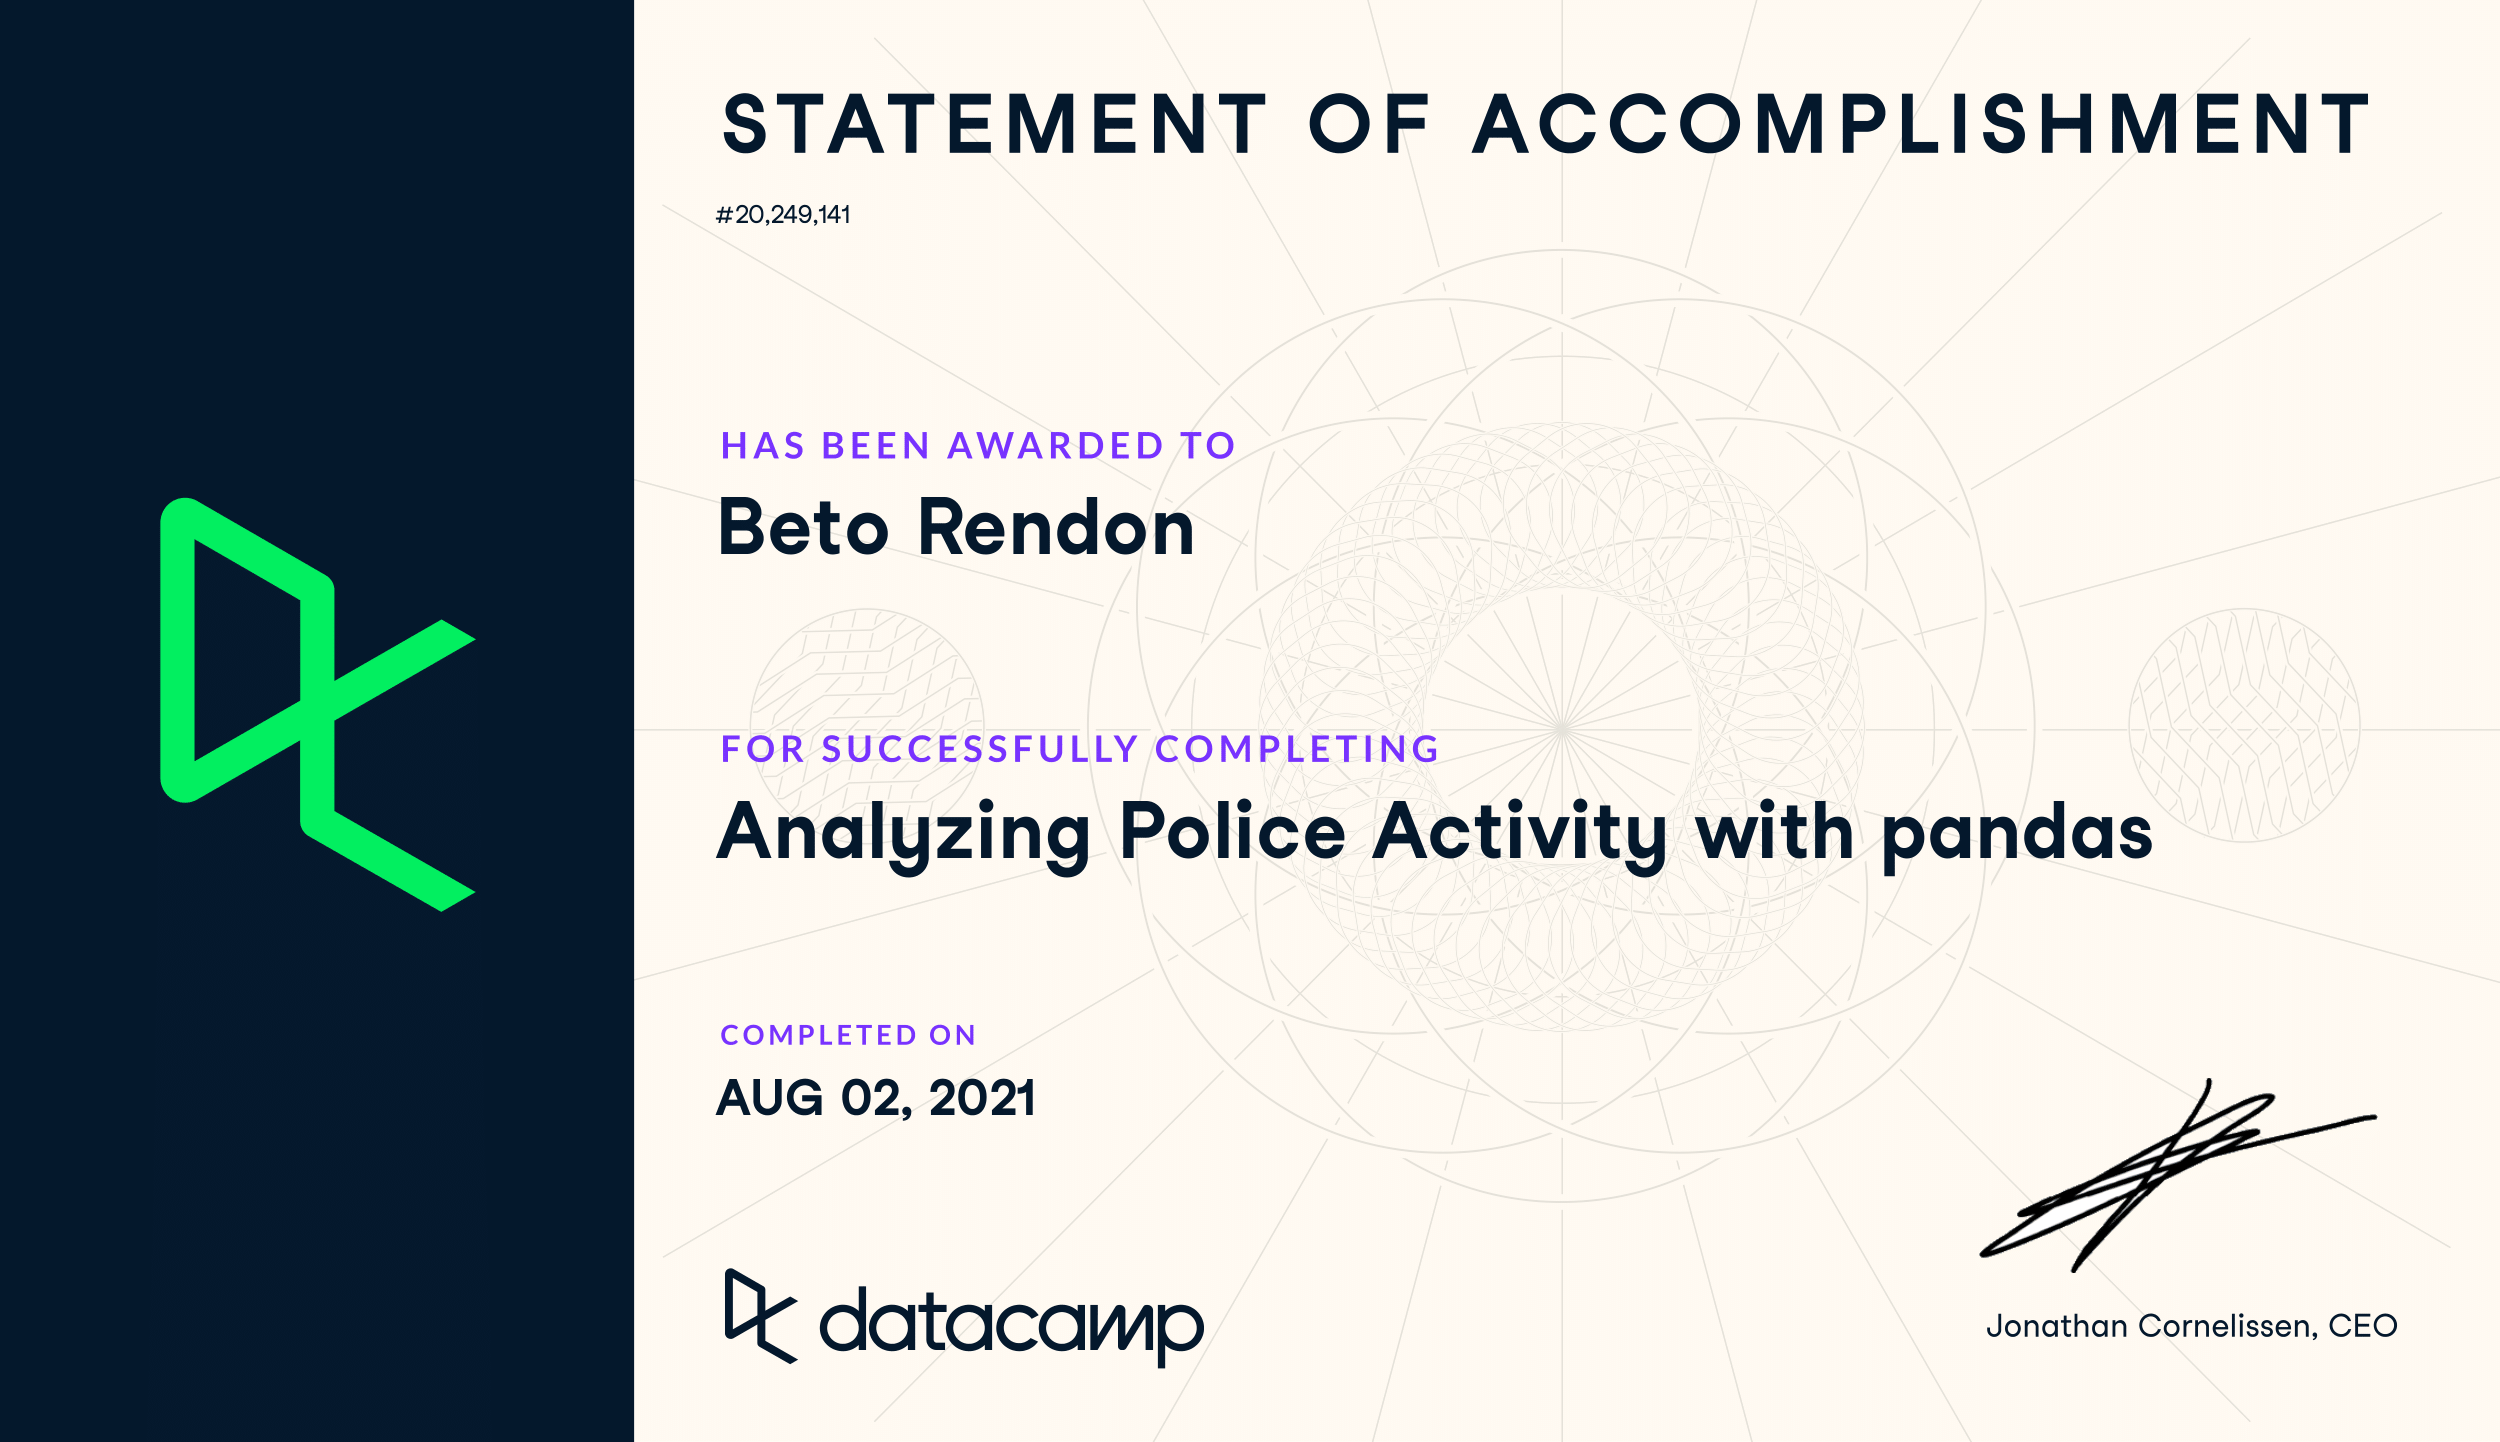 STATEMENT OF ACCOMPLISHMENT
#20,249,141
HAS BEEN AWARDED TO
Beto Rendon
FOR SUCCESSFULLY COMPLETING
Analyzing Police Activity with pandas
COMPLETED ON
AUG 02, 2021
datacamp
Jonathan Cornelissen, CEO